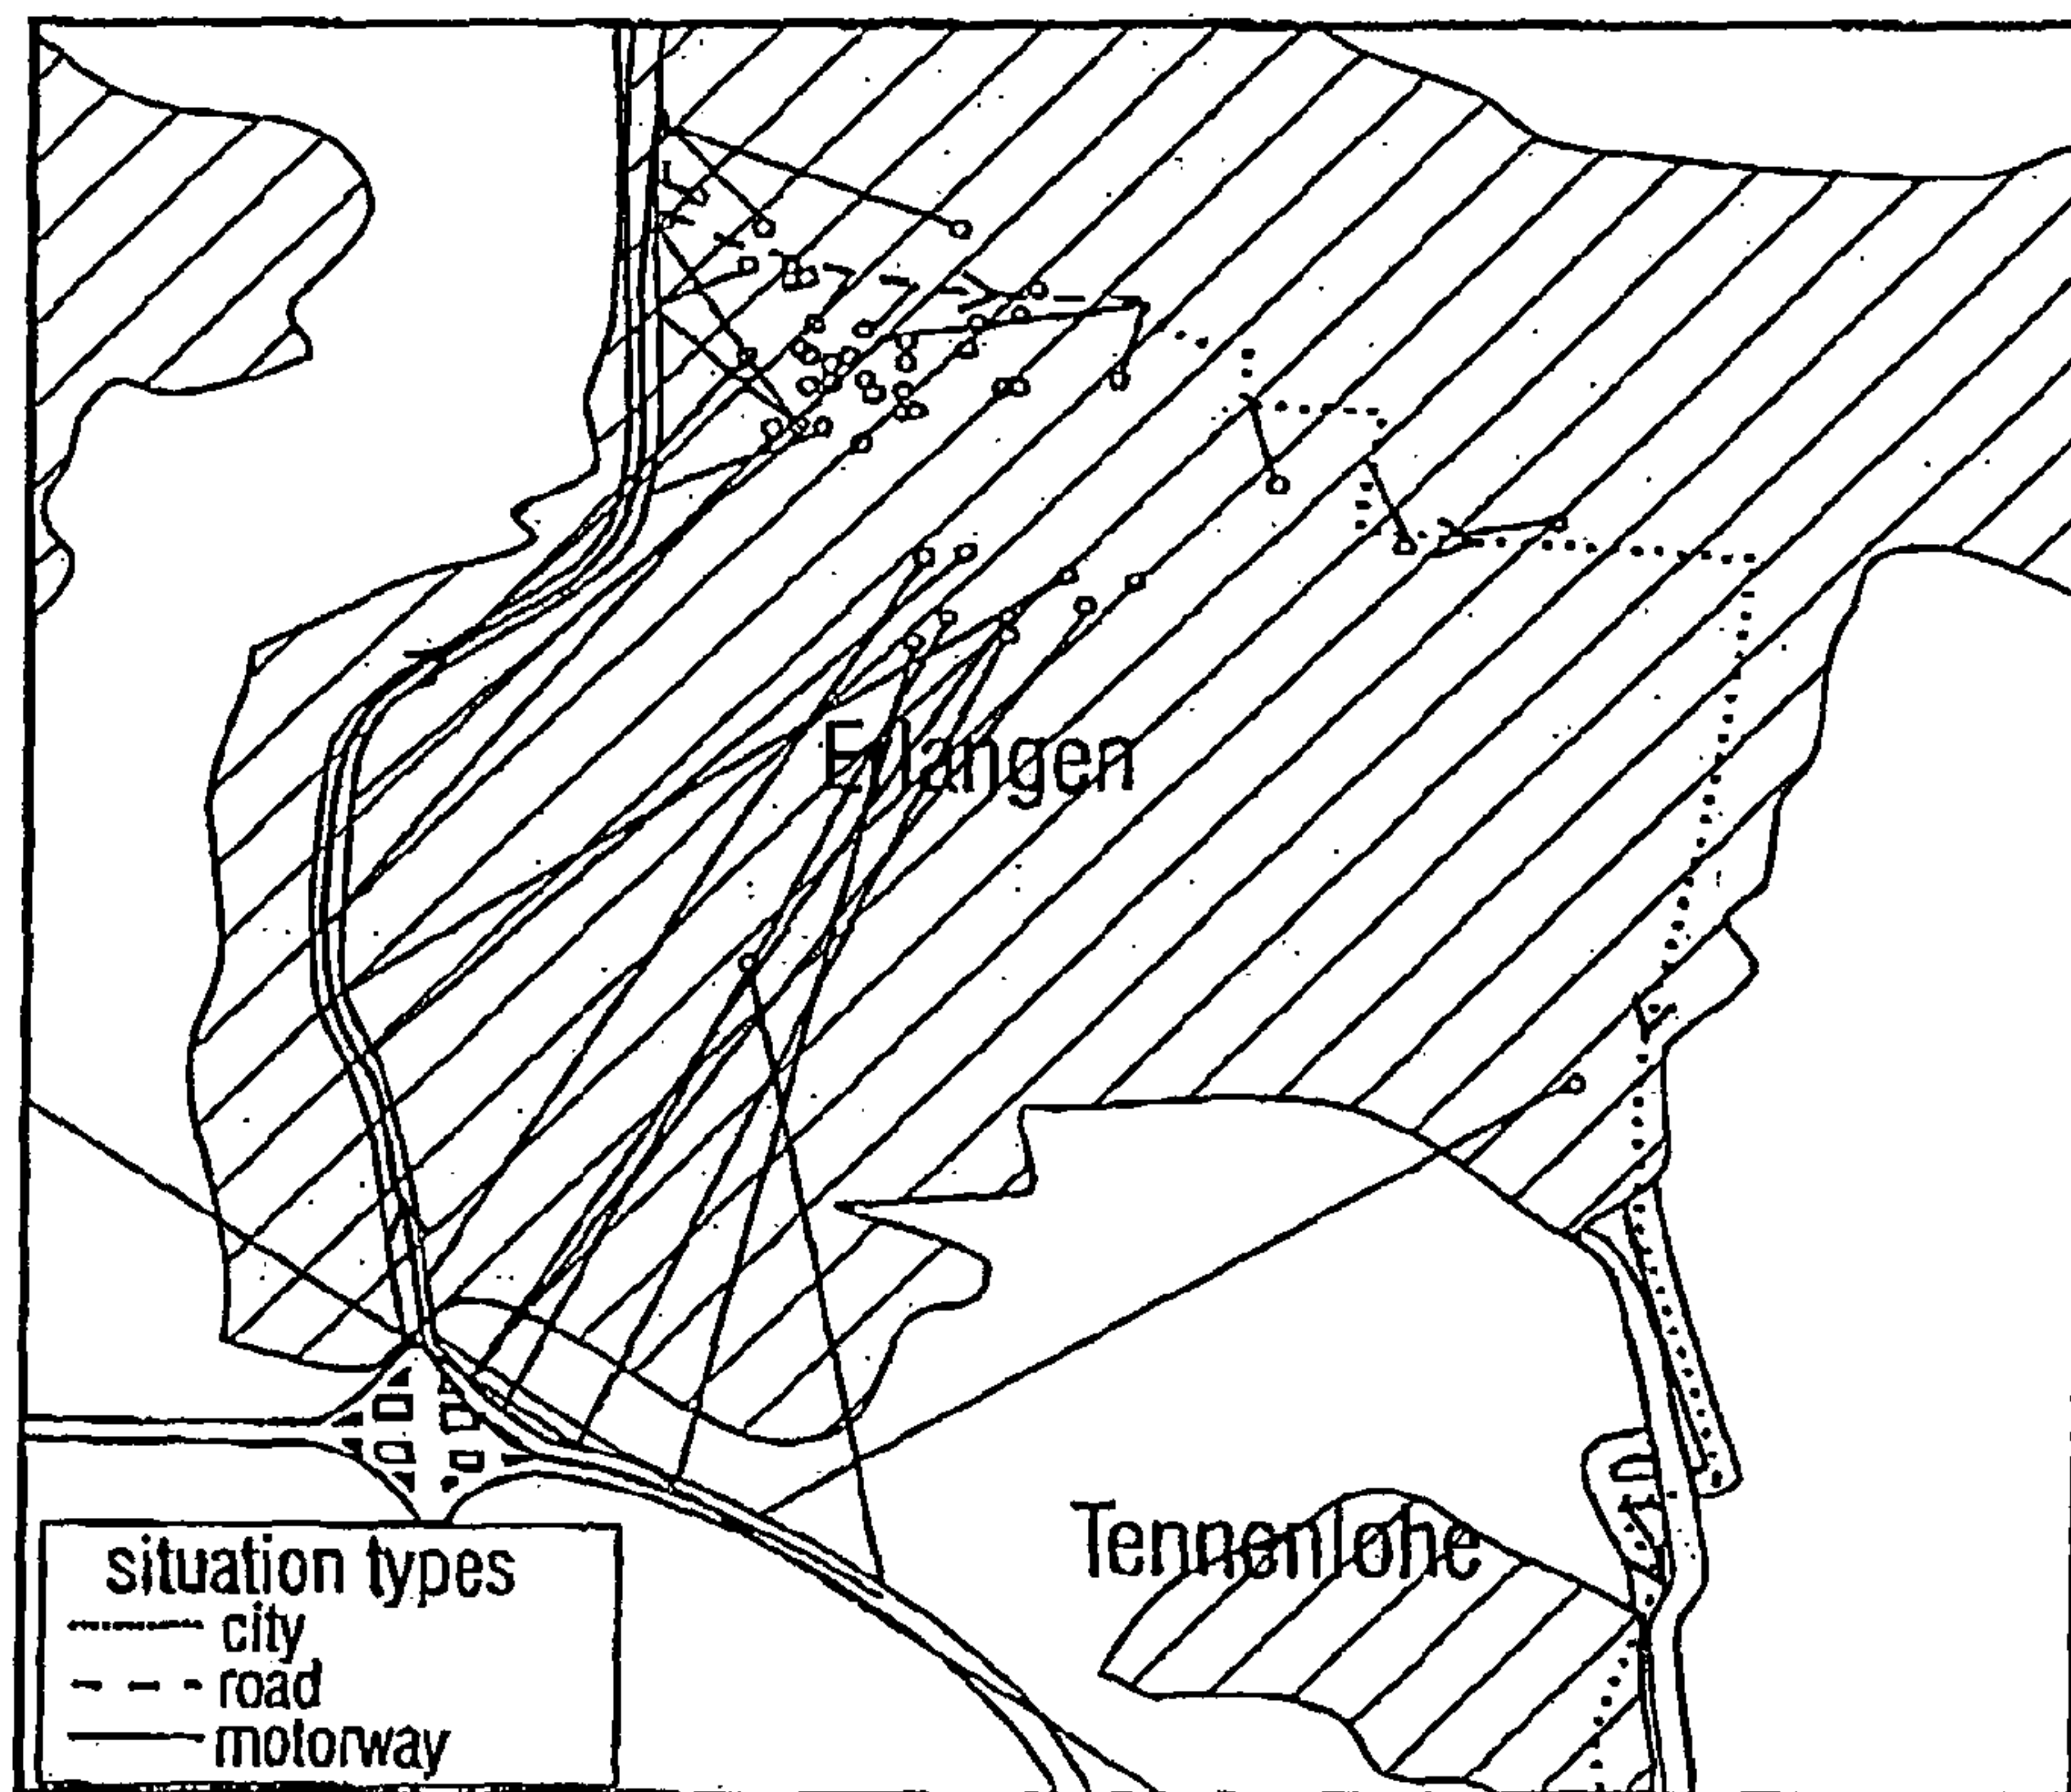 Erlangen
Tennenlohe
situation types
city
road
motorway